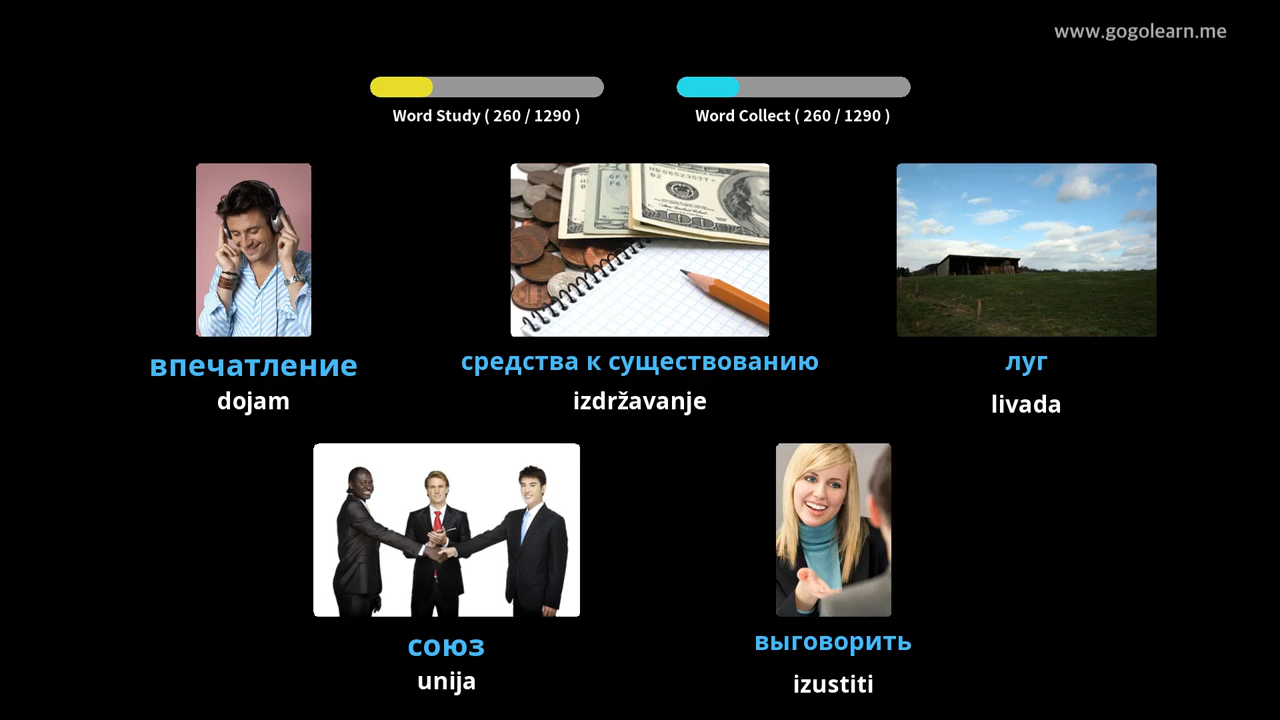 www.gogolearn.me
Word Study ( 260 / 1290 )
Word Collect ( 260 / 1290 )
впечатление
dojam
средства к существованию
izdržavanje
луг
livada
союз
unija
выговорить
izustiti